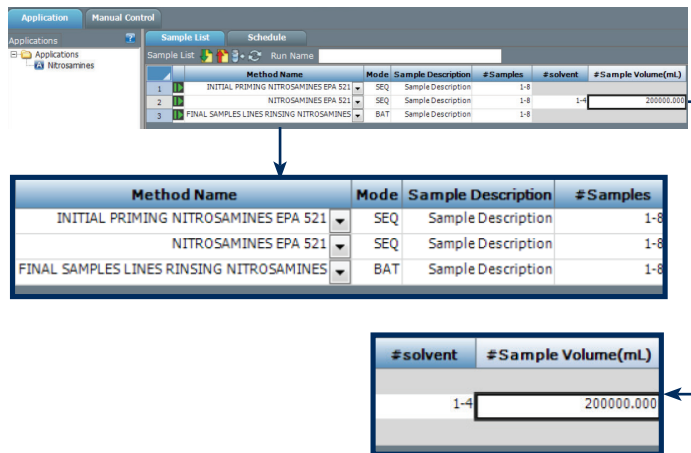 Application Manual Control
Applications
Applications
Nitrosamines
Sample List Schedule
Sample List Run Name
Method Name Mode Sample Description #Samples #solvent #Sample Volume(mL)
1 INITIAL PRIMING NITROSAMINES EPA 521 SEQ Sample Description 1-8
2 NITROSAMINES EPA 521 SEQ Sample Description 1-8 1-4 200000.000
3 FINAL SAMPLES LINES RINSING NITROSAMINES BAT Sample Description 1-8
Method Name Mode Sample Description #Samples
INITIAL PRIMING NITROSAMINES EPA 521 SEQ Sample Description 1-8
NITROSAMINES EPA 521 SEQ Sample Description 1-8
FINAL SAMPLES LINES RINSING NITROSAMINES BAT Sample Description 1-8
#solvent #Sample Volume(mL)
1-4 200000.000